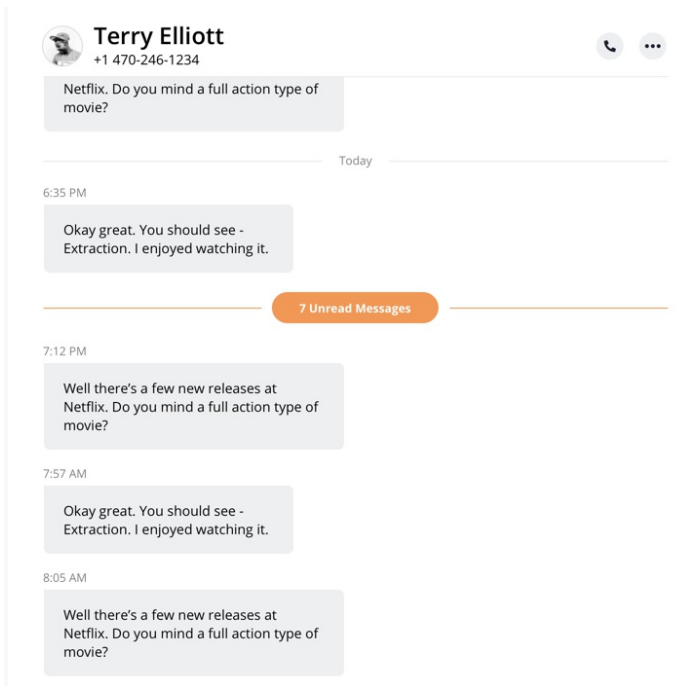 Terry Elliott
+1 470-246-1234
Netflix. Do you mind a full action type of
movie?
Today
6:35 PM
Okay great. You should see -
Extraction. I enjoyed watching it.
7 Unread Messages
7:12 PM
Well there’s a few new releases at
Netflix. Do you mind a full action type of
movie?
7:57 AM
Okay great. You should see -
Extraction. I enjoyed watching it.
8:05 AM
Well there’s a few new releases at
Netflix. Do you mind a full action type of
movie?